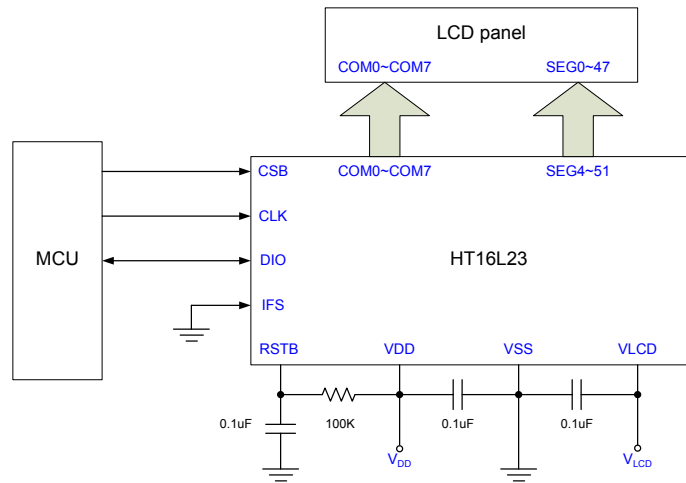 LCD panel
COM0~COM7 SEG0~47
CSB COM0~COM7 SEG4~51
CLK
MCU DIO HT16L23
IFS
RSTB VDD VSS VLCD
0.1uF 100K 0.1uF 0.1uF
VDD VLCD